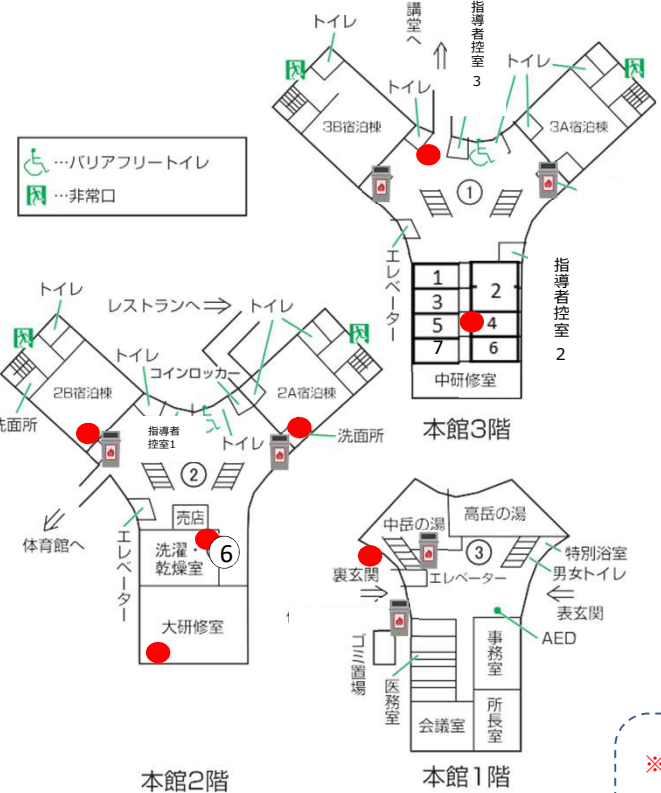 トイレ
講堂へ
指導者控室3
トイレ
トイレ
3B宿泊棟
3A宿泊棟
…バリアフリートイレ
…非常口
①
エレベーター
1
2
3
5
4
7
6
指導者控室2
中研修室
本館3階
トイレ
レストランへ
トイレ
トイレ
コインロッカー
2B宿泊棟
2A宿泊棟
洗面所
指導者
控室1
トイレ
洗面所
②
体育館へ
エレベーター
売店
洗濯・
乾燥室
⑥
大研修室
本館2階
中岳の湯
高岳の湯
③
特別浴室
裏玄関
エレベーター
男女トイレ
表玄関
AED
ゴミ置場
医務室
事務室
会議室
所長室
本館1階
※